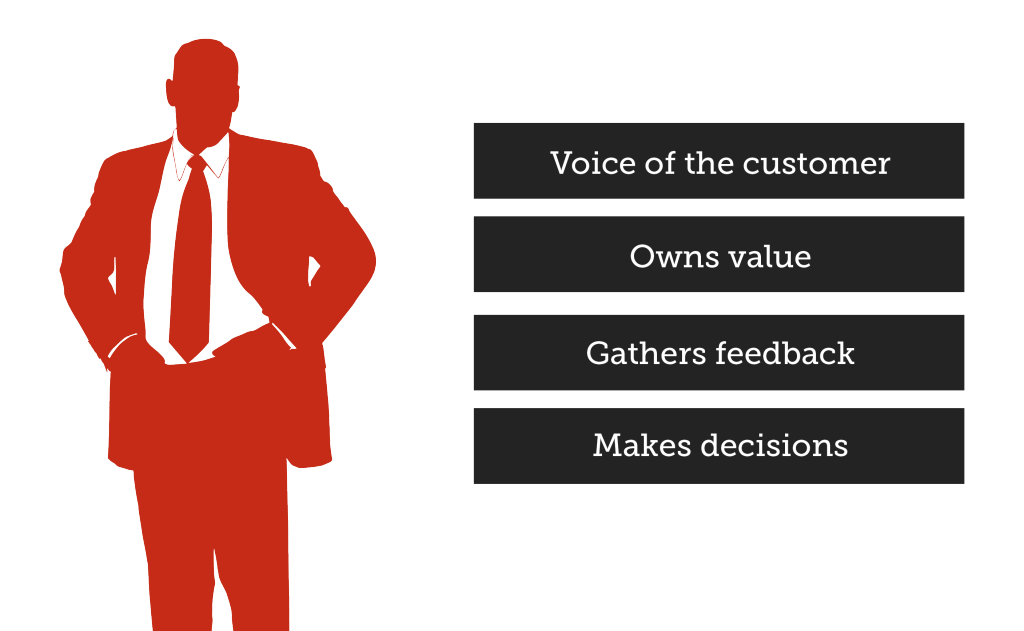 Voice of the customer
Owns value
Gathers feedback
Makes decisions